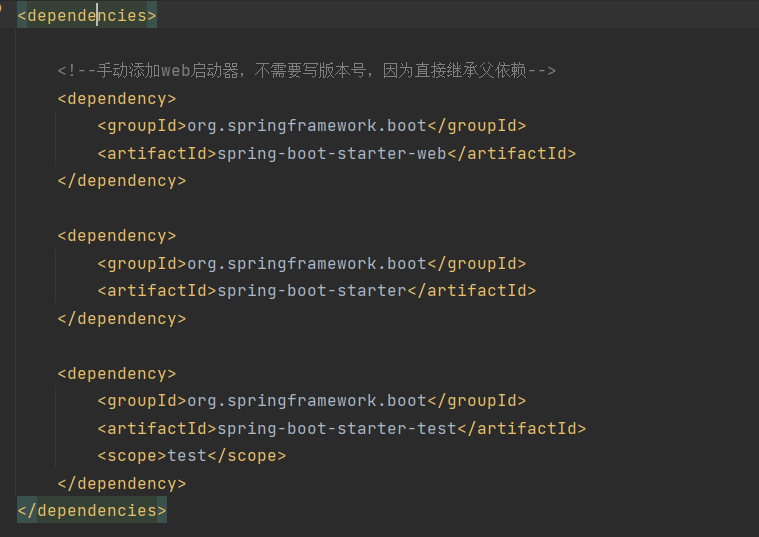 <dependencies>
<!--手动添加web启动器，不需要写版本号，因为直接继承父依赖-->
<dependency>
<groupId>org.springframework.boot</groupId>
<artifactId>spring-boot-starter-web</artifactId>
</dependency>
<dependency>
<groupId>org.springframework.boot</groupId>
<artifactId>spring-boot-starter</artifactId>
</dependency>
<dependency>
<groupId>org.springframework.boot</groupId>
<artifactId>spring-boot-starter-test</artifactId>
<scope>test</scope>
</dependency>
</dependencies>